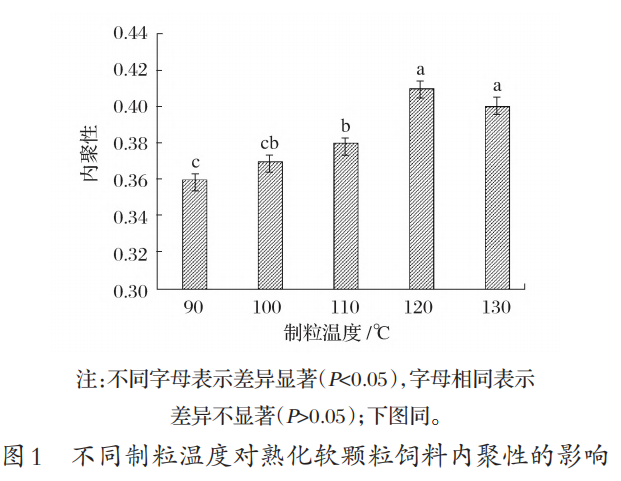 0.44
0.42
0.40
0.38
0.36
0.34
0.32
0.30
内聚性
c
cb
b
a
a
90
100
110
120
130
制粒温度/℃
注:不同字母表示差异显著(P<0.05),字母相同表示
差异不显著(P>0.05);下图同。
图1 不同制粒温度对熟化软颗粒饲料内聚性的影响